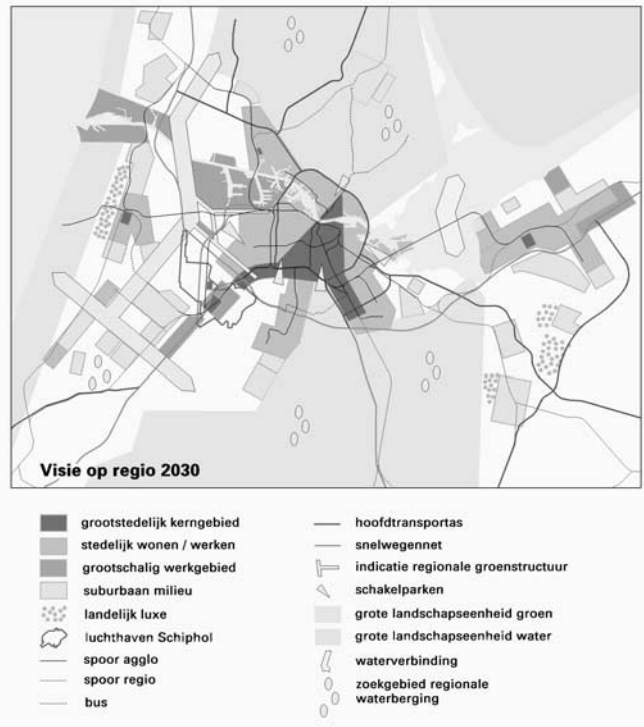 Visie op regio 2030
grootstedelijk kerngebied
stedelijk wonen / werken
grootschalig werkgebied
suburbaan milieu
landelijk luxe
luchthaven Schiphol
spoor agglo
spoor regio
bus
hoofdtransportas
snelwegennet
indicatie regionale groenstructuur
schakelparken
grote landschapseenheid groen
grote landschapseenheid water
waterverbinding
zoekgebied regionale
waterberging